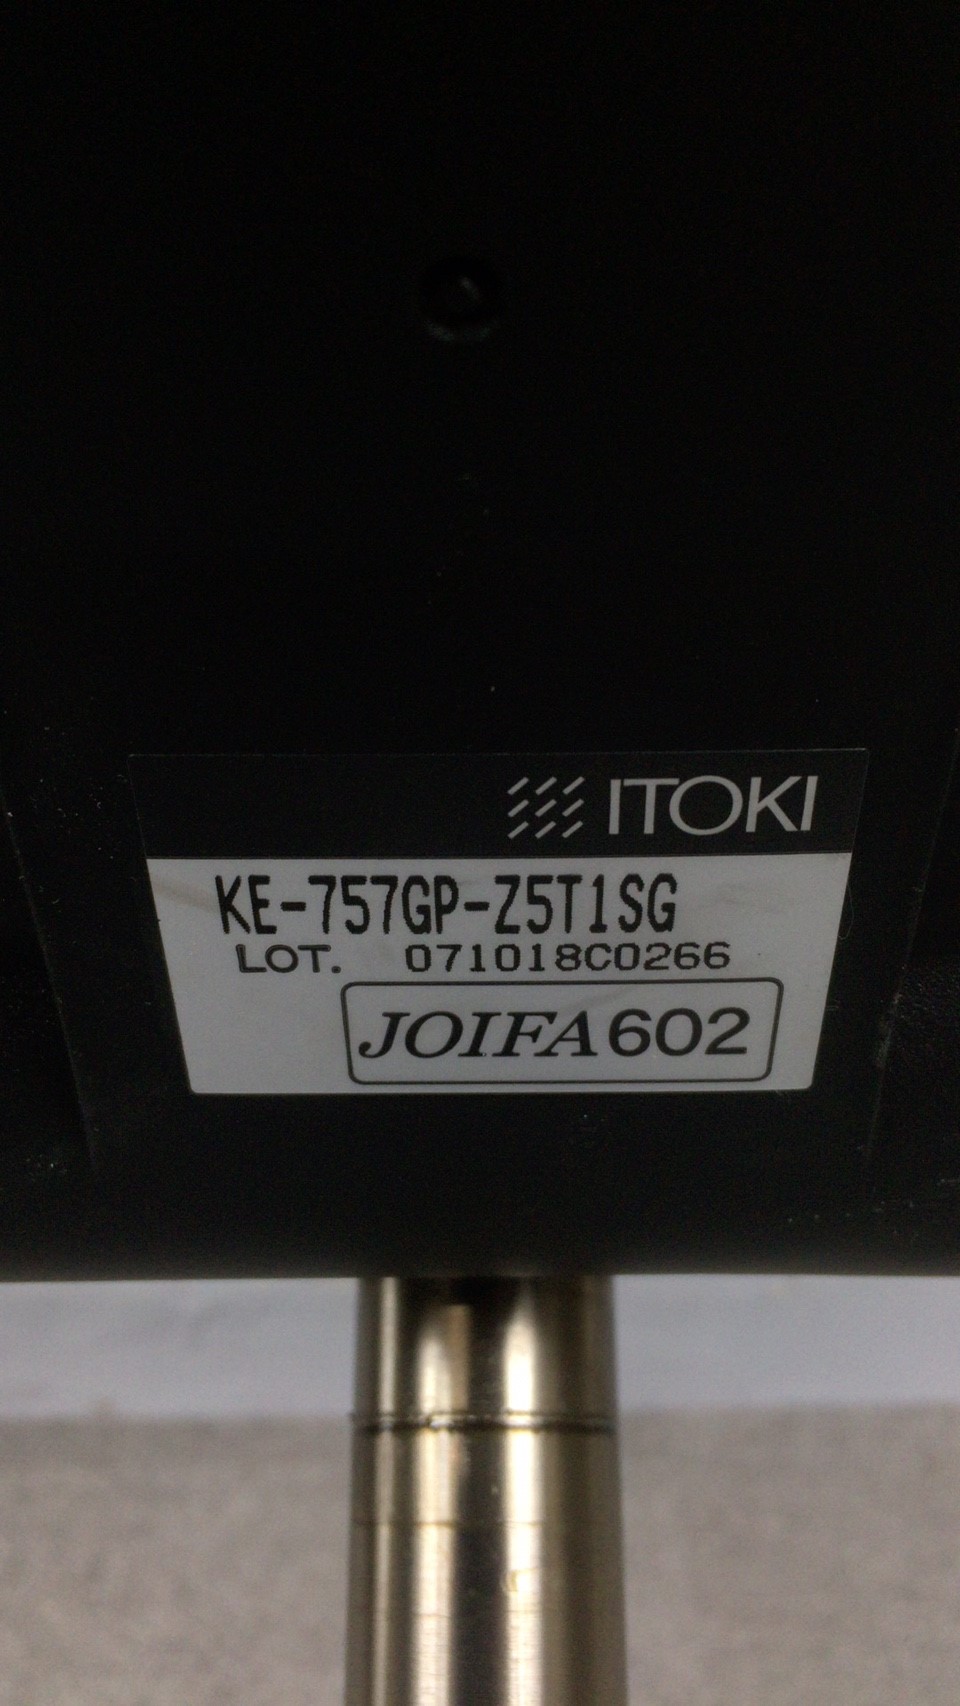 ITOKI
KE-757GP-Z5T1SG
LOT. 071018C0266
JOIFA602